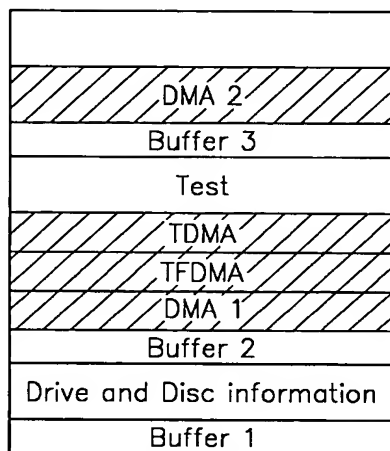 DMA 2
Buffer 3
Test
TDMA
TFDMA
DMA 1
Buffer 2
Drive and Disc information
Buffer 1